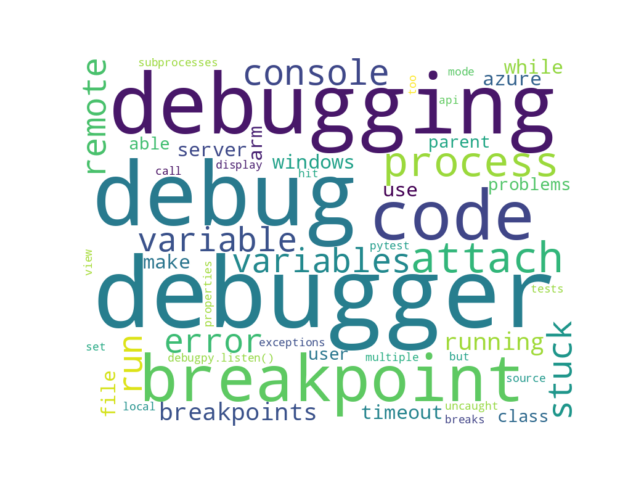 subprocesses
remote
console
too
mode
while
azure
debugging
api
able
server
arm
parent
call
display
windows
hit
process
problems
debug
use
code
variable
pytest
make
variables
attach
view
properties
debugger
tests
set
error
exceptions
user
running
stuck
run
debugpy.listen()
multiple
but
source
breakpoint
file
local
breakpoints
timeout
uncaught
breaks
class